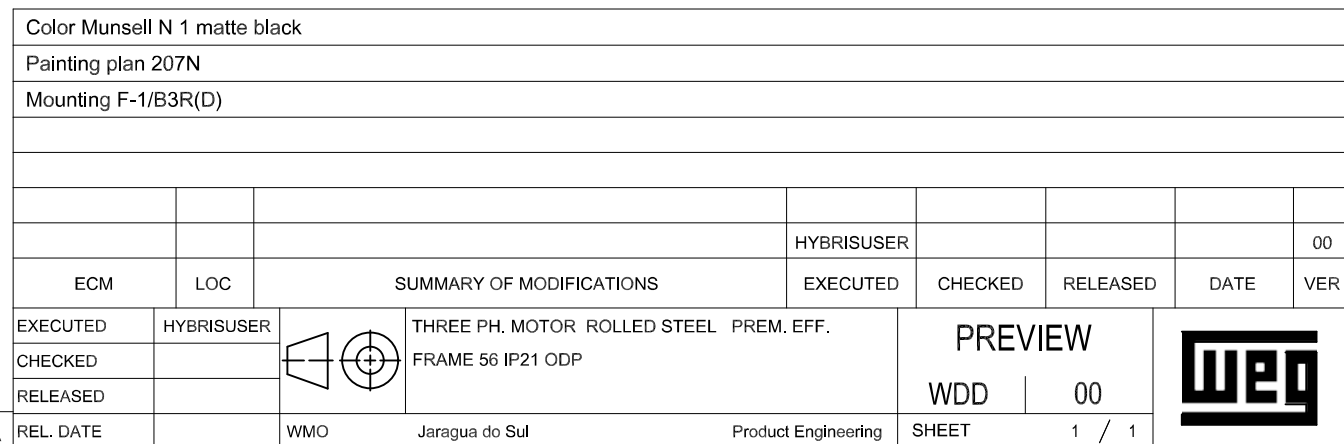 Color Munsell N 1 matte black
Painting plan 207N
Mounting F-1/B3R(D)
HYBRISUSER 00
ECM LOC SUMMARY OF MODIFICATIONS EXECUTED CHECKED RELEASED DATE VER
EXECUTED HYBRISUSER THREE PH. MOTOR ROLLED STEEL PREM. EFF. PREVIEW
CHECKED FRAME 56 IP21 ODP
RELEASED WDD 00
REL. DATE WMO Jaragua do Sul Product Engineering SHEET 1 / 1
weg